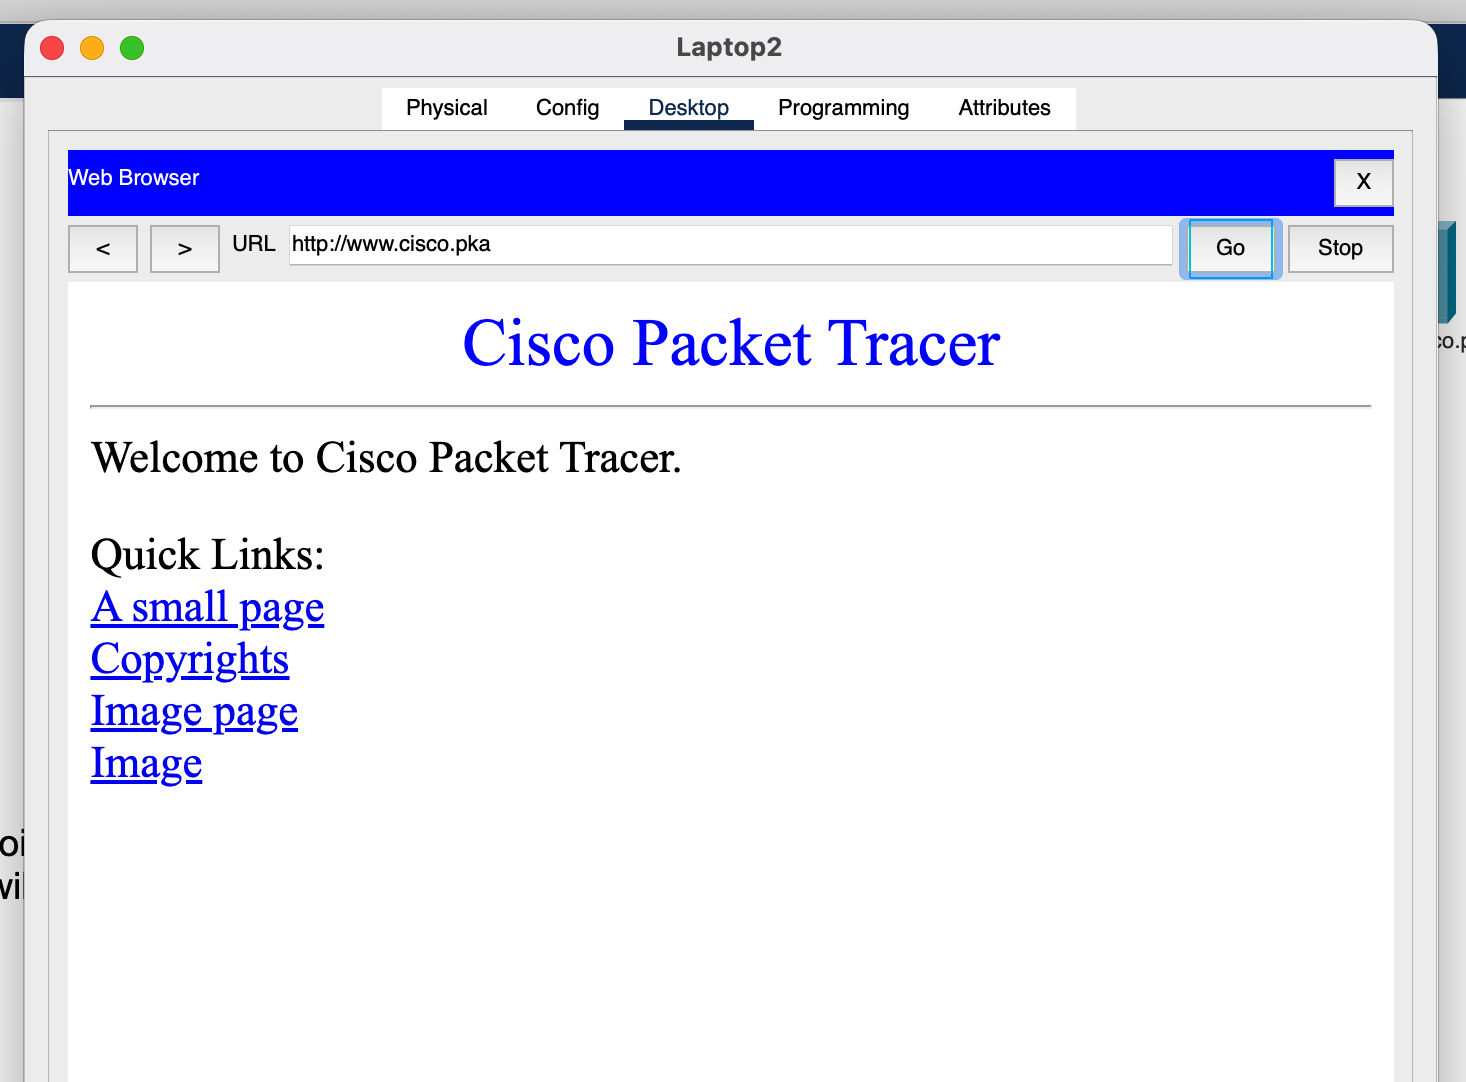 Laptop2
Physical Config Desktop Programming Attributes
Web Browser X
< > URL http://www.cisco.pka Go Stop
Cisco Packet Tracer
Welcome to Cisco Packet Tracer.
Quick Links:
A small page
Copyrights
Image page
Image